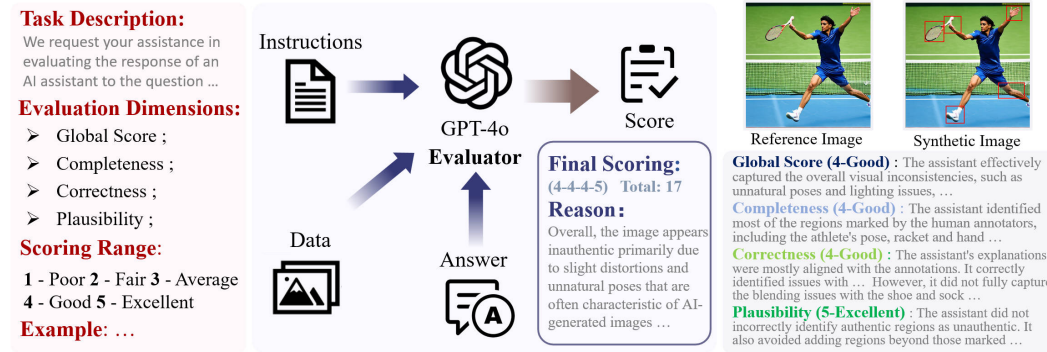 Task Description:
We request your assistance in
evaluating the response of an
AI assistant to the question ...
Evaluation Dimensions:
➢ Global Score ;
➢ Completeness ;
➢ Correctness ;
➢ Plausibility ;
Scoring Range:
1 - Poor 2 - Fair 3 - Average
4 - Good 5 - Excellent
Example: ...
Instructions
GPT-4o
Evaluator
Score
Data
Answer
A
Final Scoring:
(4-4-4-5) Total: 17
Reason:
Overall, the image appears
inauthentic primarily due
to slight distortions and
unnatural poses that are
often characteristic of AI-
generated images ...
Reference Image
Synthetic Image
Global Score (4-Good) : The assistant effectively
captured the overall visual inconsistencies, such as
unnatural poses and lighting issues, ...
Completeness (4-Good) : The assistant identified
most of the regions marked by the human annotators,
including the athlete's pose, racket and hand ...
Correctness (4-Good) : The assistant's explanations
were mostly aligned with the annotations. It correctly
identified issues with ... However, it did not fully capture
the blending issues with the shoe and sock ...
Plausibility (5-Excellent) : The assistant did not
incorrectly identify authentic regions as unauthentic. It
also avoided adding regions beyond those marked ...